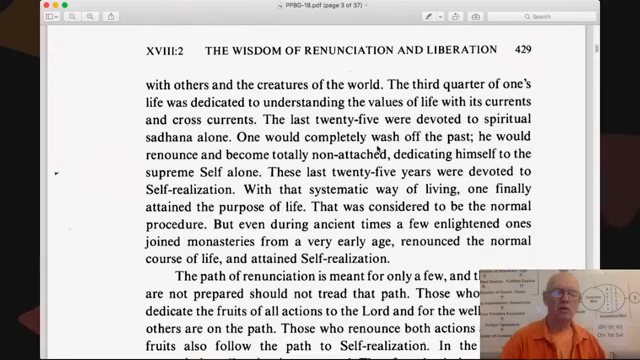 PPBG-18.pdf (page 3 of 37)
Search
XVIII:2 THE WISDOM OF RENUNCIATION AND LIBERATION 429
with others and the creatures of the world. The third quarter of one's
life was dedicated to understanding the values of life with its currents
and cross currents. The last twenty-five were devoted to spiritual
sadhana alone. One would completely wash off the past; he would
renounce and become totally non-attached, dedicating himself to the
supreme Self alone. These last twenty-five years were devoted to
Self-realization. With that systematic way of living, one finally
attained the purpose of life. That was considered to be the normal
procedure. But even during ancient times a few enlightened ones
joined monasteries from a very early age, renounced the normal
course of life, and attained Self-realization.
The path of renunciation is meant for only a few, and
are not prepared should not tread that path. Those who
dedicate the fruits of all actions to the Lord and for the
others are on the path. Those who renounce both actions
fruits also follow the path to Self-realization.
Om Tat Sat